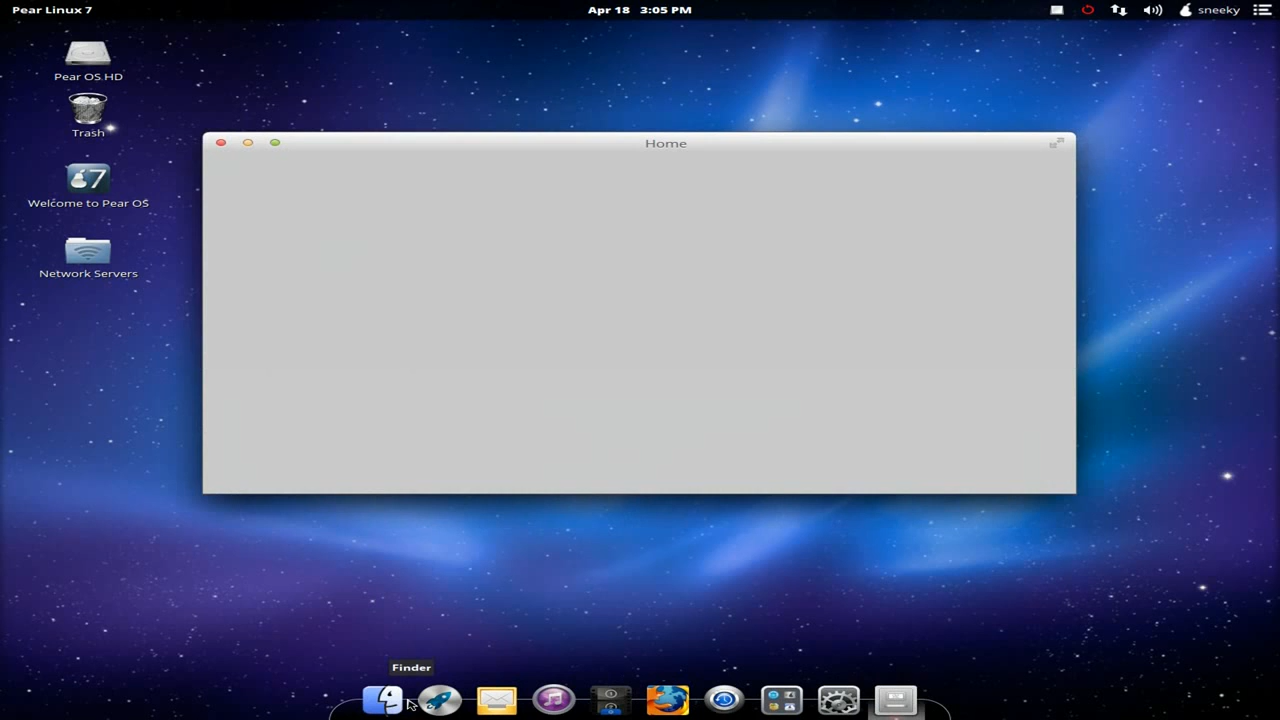 Pear Linux 7
Apr 18 3:05 PM
sneeky
Pear OS HD
Trash
7
Welcome to Pear OS
Network Servers
Home
Finder